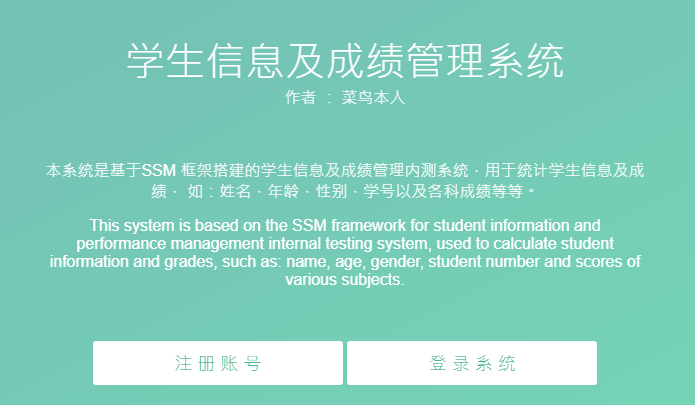 学生信息及成绩管理系统
作者 ： 菜鸟本人
本系统是基于SSM 框架搭建的学生信息及成绩管理内测系统，用于统计学生信息及成
绩， 如：姓名，年龄，性别，学号以及各科成绩等等。
This system is based on the SSM framework for student information and
performance management internal testing system, used to calculate student
information and grades, such as: name, age, gender, student number and scores of
various subjects.
注册账号 登录系统